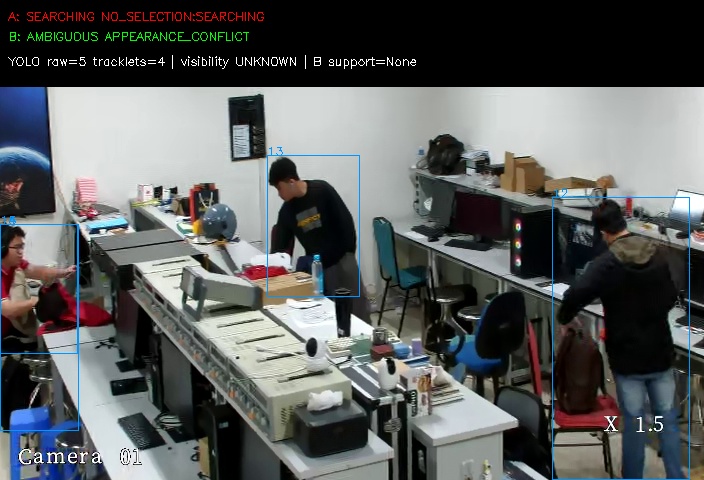 A: SEARCHING NO_SELECTION:SEARCHING
B: AMBIGUOUS APPEARANCE_CONFLICT
YOLO raw=5 tracklets=4 | visibility UNKNOWN | B support=None
13
X 1.5
Camera 01